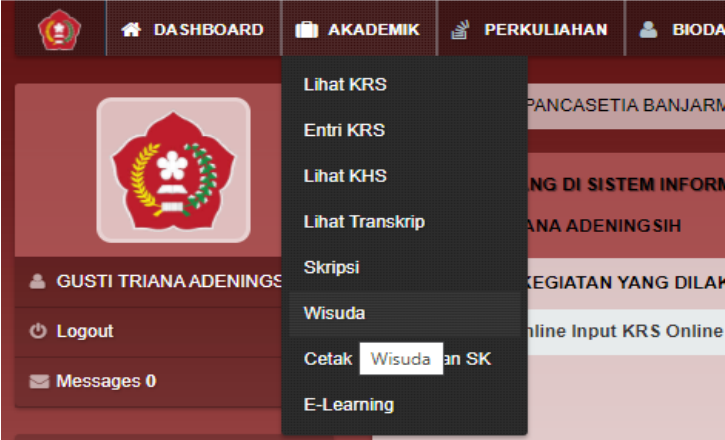 DASHBOARD
AKADEMIK
PERKULIAHAN
BIODA
Lihat KRS
Entri KRS
Lihat KHS
Lihat Transkrip
Skripsi
Wisuda
Cetak an SK
Wisuda
E-Learning
PANCASETIA BANJARM
NG DI SISTEM INFORM
ANA ADENINGSIH
KEGIATAN YANG DILAK
nline Input KRS Online
GUSTI TRIANA ADENINGS
Logout
Messages 0